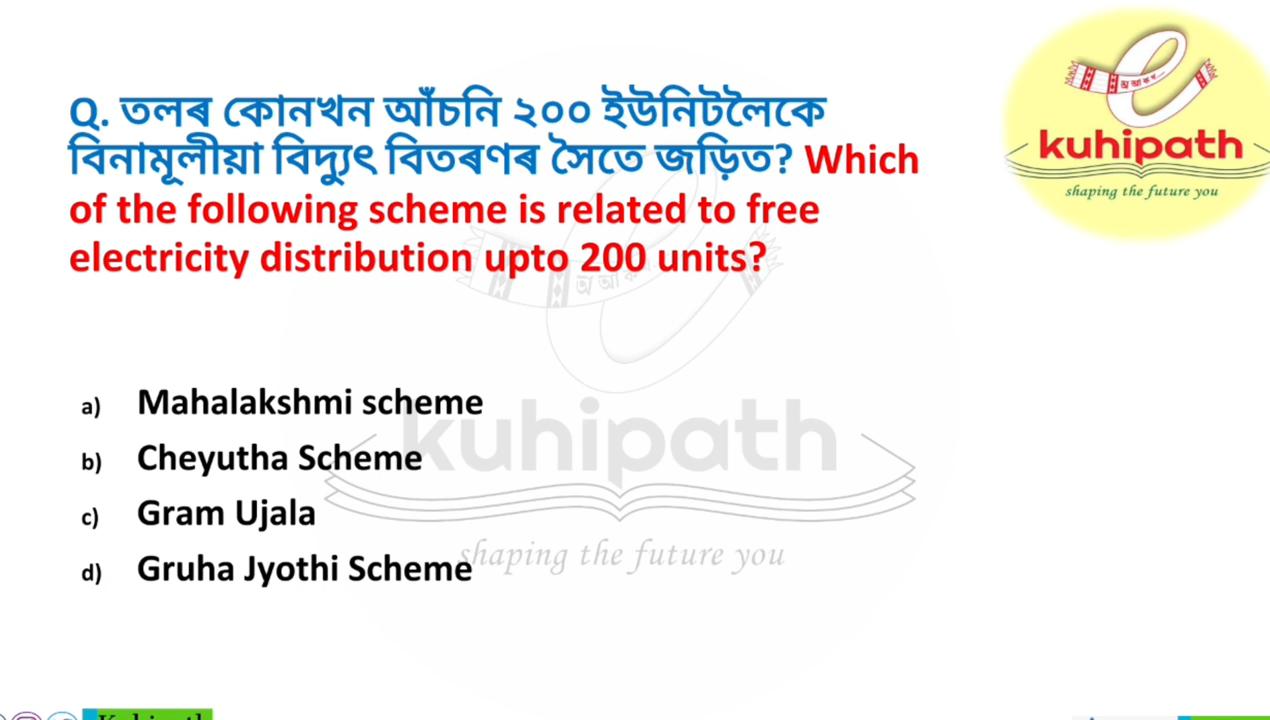 Q. তলৰ কোনখন আঁচনি ২০০ ইউনিটলৈকে
বিনামূলীয়া বিদ্যুৎ বিতৰণৰ সৈতে জড়িত? Which
of the following scheme is related to free
electricity distribution upto 200 units?
a) Mahalakshmi scheme
b) Cheyutha Scheme
c) Gram Ujala
d) Gruha Jyothi Scheme
kuhipath
shaping the future you
kuhipath
shaping the future you